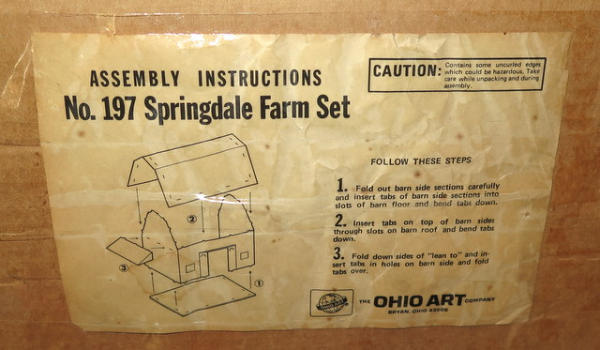 ASSEMBLY INSTRUCTIONS
No. 197 Springdale Farm Set
CAUTION: Contains some uncurled edges
which could be hazardous. Take
care while unpacking and during
assembly.
FOLLOW THESE STEPS
1. Fold out barn side sections carefully
and insert tabs of barn side sections into
slots of barn floor and bend tabs down.
2. Insert tabs on top of barn sides
through slots on barn roof and bend tabs
down.
3. Fold down sides of "lean to" and in-
sert tabs in holes on barn side and fold
tabs over.
2
3
1
THE OHIO ART COMPANY
BRYAN, OHIO 43506